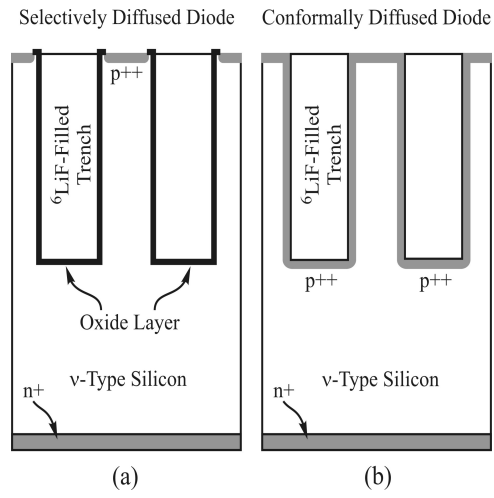 Selectively Diffused Diode
p++
⁶LiF-Filled
Trench
Oxide Layer
ν-Type Silicon
n+
(a)
Conformally Diffused Diode
⁶LiF-Filled
Trench
p++
p++
ν-Type Silicon
n+
(b)